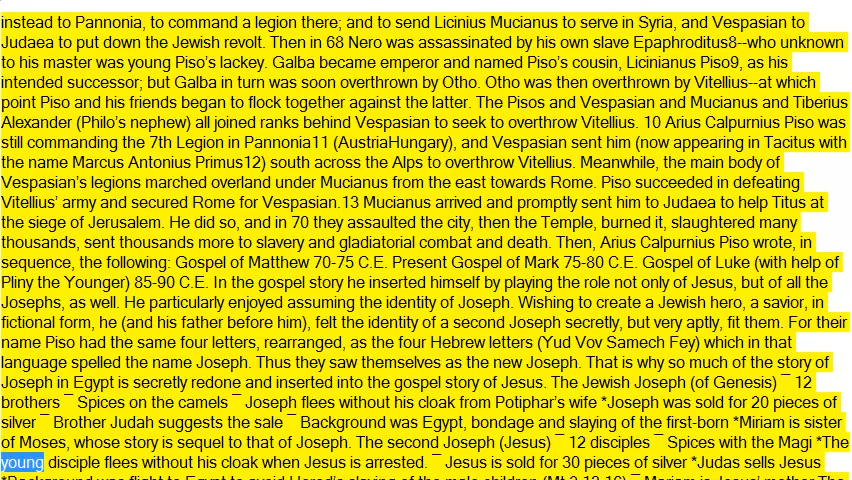 instead to Pannonia, to command a legion there; and to send Licinius Mucianus to serve in Syria, and Vespasian to
Judaea to put down the Jewish revolt. Then in 68 Nero was assassinated by his own slave Epaphroditus8--who unknown
to his master was young Piso’s lackey. Galba became emperor and named Piso’s cousin, Licinianus Piso9, as his
intended successor; but Galba in turn was soon overthrown by Otho. Otho was then overthrown by Vitellius--at which
point Piso and his friends began to flock together against the latter. The Pisos and Vespasian and Mucianus and Tiberius
Alexander (Philo’s nephew) all joined ranks behind Vespasian to seek to overthrow Vitellius. 10 Arius Calpurnius Piso was
still commanding the 7th Legion in Pannonia11 (AustriaHungary), and Vespasian sent him (now appearing in Tacitus with
the name Marcus Antonius Primus12) south across the Alps to overthrow Vitellius. Meanwhile, the main body of
Vespasian’s legions marched overland under Mucianus from the east towards Rome. Piso succeeded in defeating
Vitellius’ army and secured Rome for Vespasian.13 Mucianus arrived and promptly sent him to Judaea to help Titus at
the siege of Jerusalem. He did so, and in 70 they assaulted the city, then the Temple, burned it, slaughtered many
thousands, sent thousands more to slavery and gladiatorial combat and death. Then, Arius Calpurnius Piso wrote, in
sequence, the following: Gospel of Matthew 70-75 C.E. Present Gospel of Mark 75-80 C.E. Gospel of Luke (with help of
Pliny the Younger) 85-90 C.E. In the gospel story he inserted himself by playing the role not only of Jesus, but of all the
Josephs, as well. He particularly enjoyed assuming the identity of Joseph. Wishing to create a Jewish hero, a savior, in
fictional form, he (and his father before him), felt the identity of a second Joseph secretly, but very aptly, fit them. For their
name Piso had the same four letters, rearranged, as the four Hebrew letters (Yud Vov Samech Fey) which in that
language spelled the name Joseph. Thus they saw themselves as the new Joseph. That is why so much of the story of
Joseph in Egypt is secretly redone and inserted into the gospel story of Jesus. The Jewish Joseph (of Genesis) ¯ 12
brothers ¯ Spices on the camels ¯ Joseph flees without his cloak from Potiphar’s wife *Joseph was sold for 20 pieces of
silver ¯ Brother Judah suggests the sale ¯ Background was Egypt, bondage and slaying of the first-born *Miriam is sister
of Moses, whose story is sequel to that of Joseph. The second Joseph (Jesus) ¯ 12 disciples ¯ Spices with the Magi *The
young disciple flees without his cloak when Jesus is arrested. ¯ Jesus is sold for 30 pieces of silver *Judas sells Jesus
*Background was flight to Egypt to avoid Herod’s slaying of the male children (Mt 2.13-16) ¯ Mariam is Jesus’ mother The